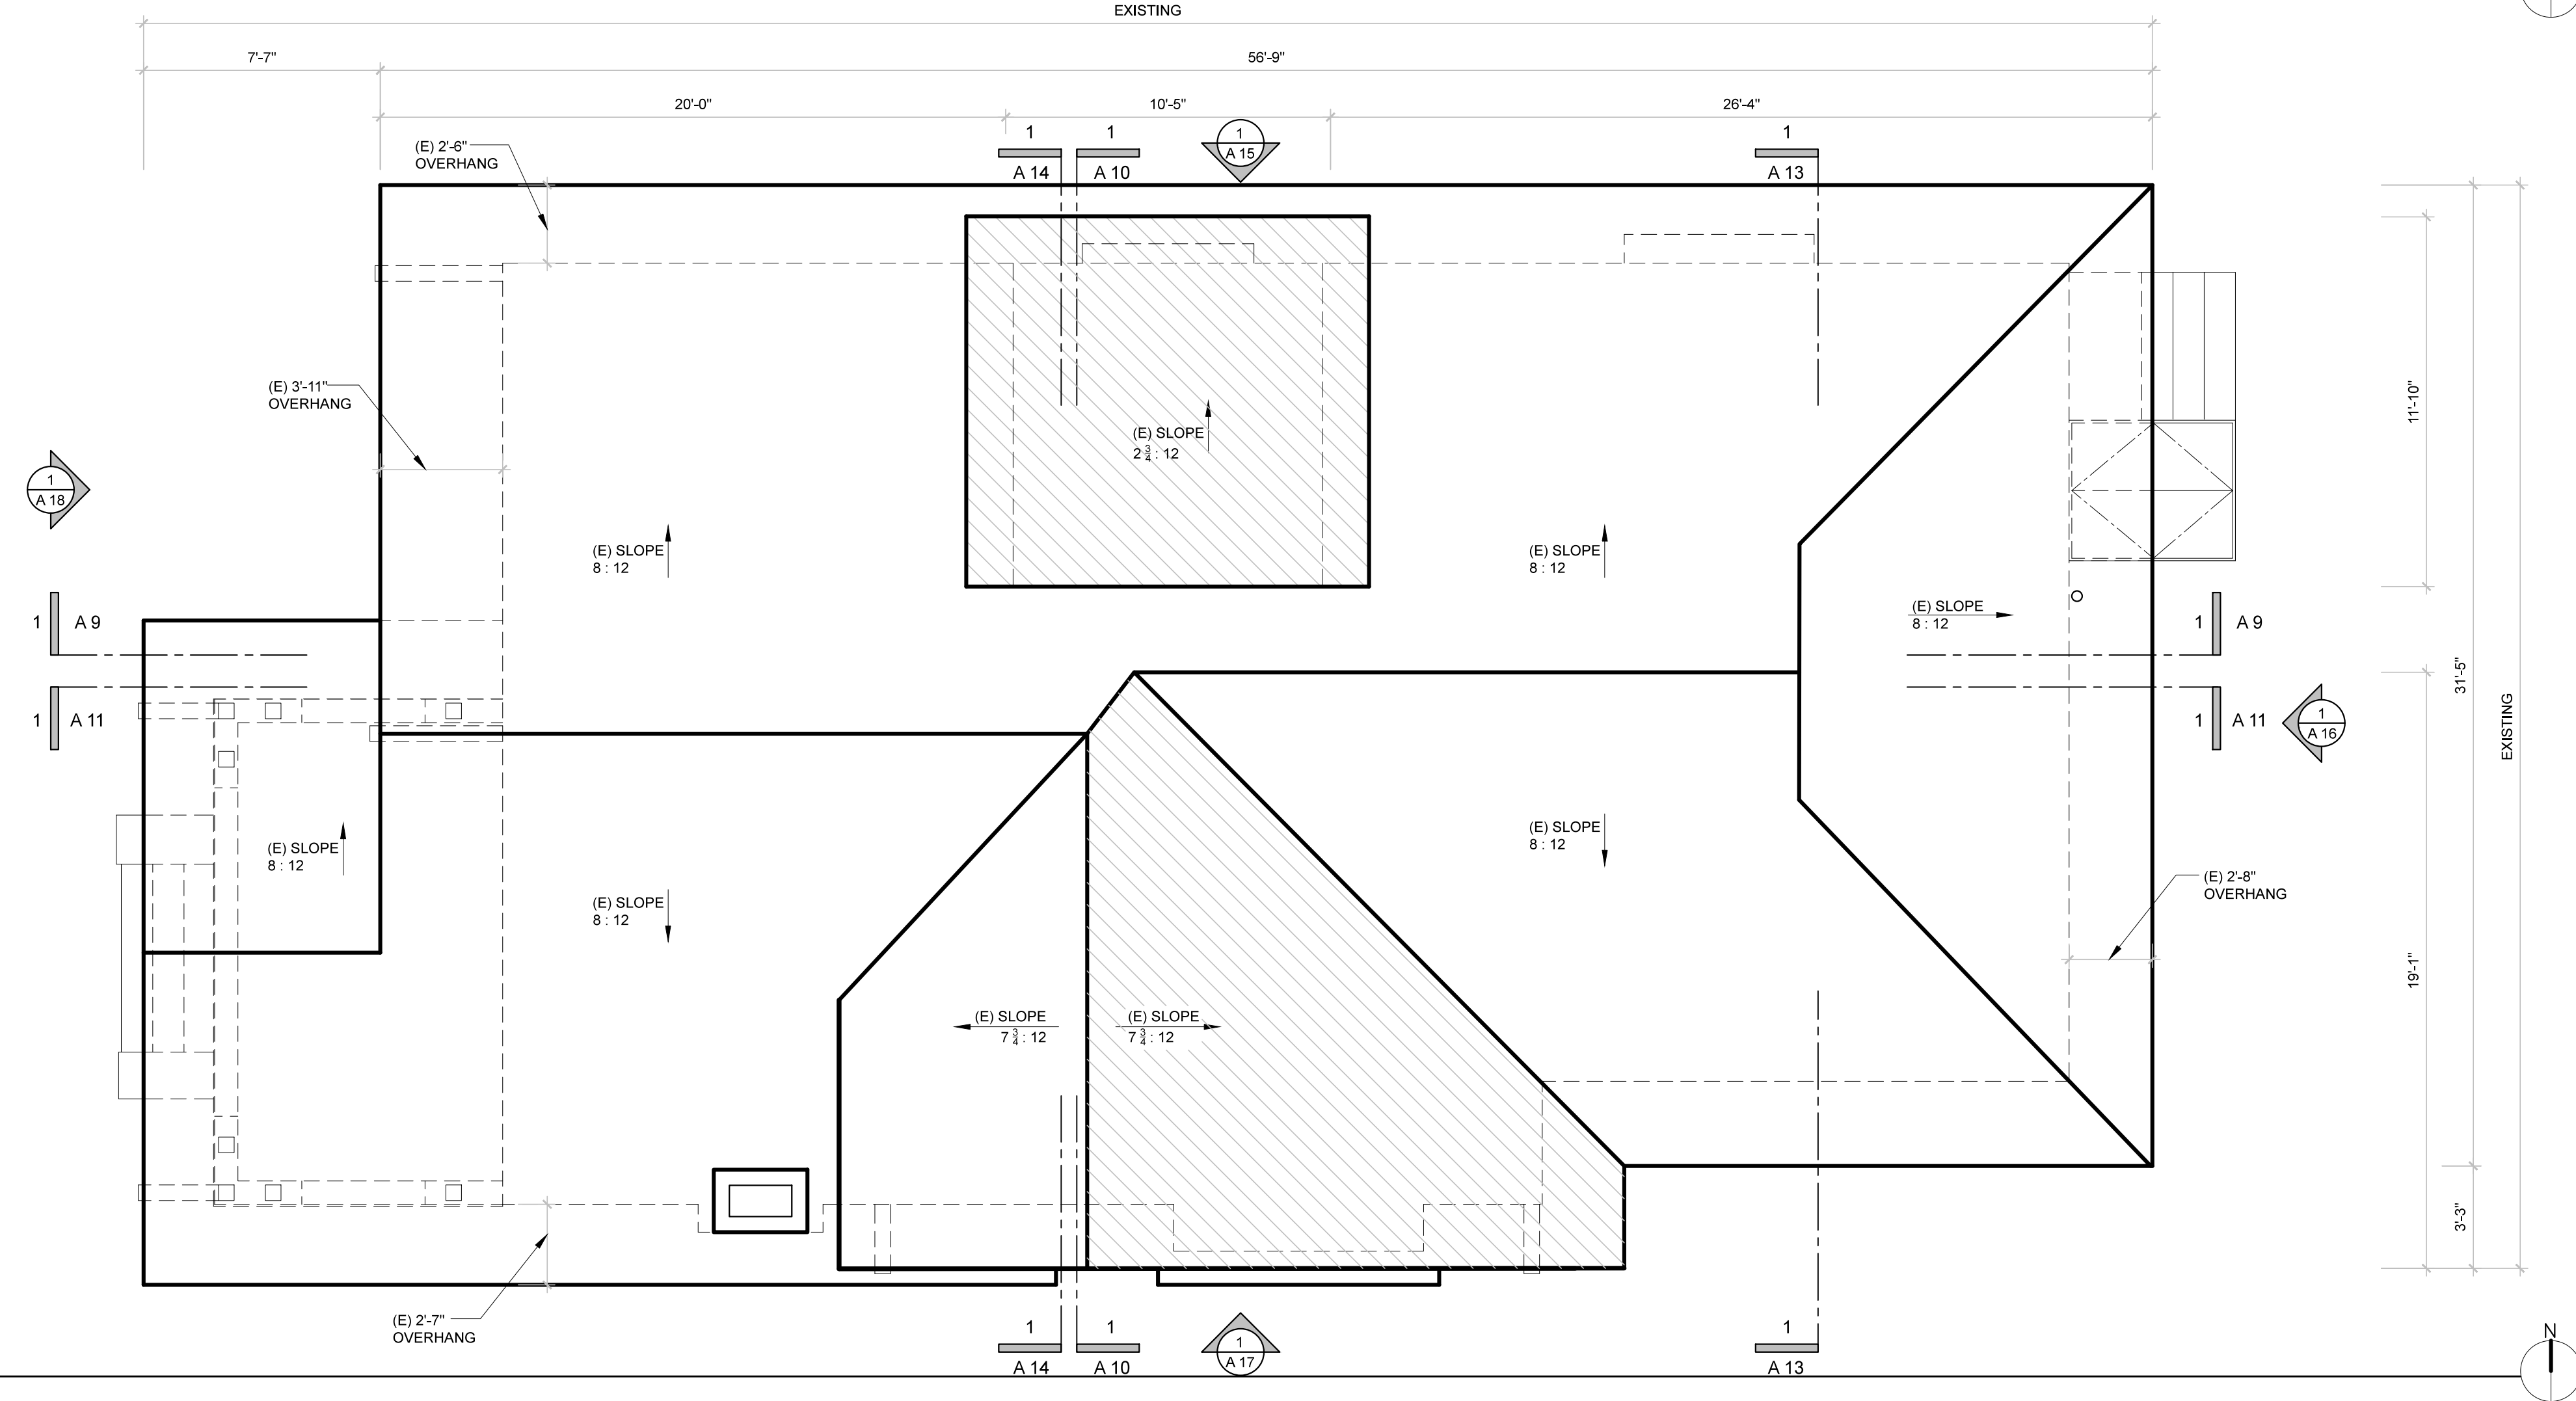 EXISTING
7'-7"
56'-9"
20'-0"
10'-5"
26'-4"
(E) 2'-6"
OVERHANG
1
A 14
1
A 10
1
A 15
1
A 13
(E) 3'-11"
OVERHANG
11'-10"
(E) SLOPE
2 3/4 : 12
1
A 18
(E) SLOPE
8 : 12
(E) SLOPE
8 : 12
(E) SLOPE
8 : 12
1 A 9
1 A 9
31'-5"
EXISTING
1 A 11
1 A 11
1
A 16
(E) SLOPE
8 : 12
(E) SLOPE
8 : 12
(E) SLOPE
8 : 12
(E) 2'-8"
OVERHANG
19'-1"
(E) SLOPE
7 3/4 : 12
(E) SLOPE
7 3/4 : 12
3'-3"
(E) 2'-7"
OVERHANG
1
A 14
1
A 10
1
A 17
1
A 13
N